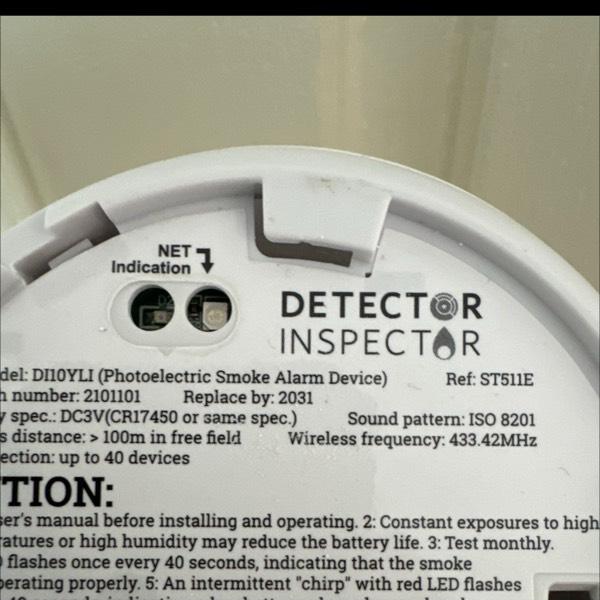 NET
Indication
DETECTOR
INSPECTOR
del: DI10YLI (Photoelectric Smoke Alarm Device) Ref: ST511E
h number: 2101101 Replace by: 2031
y spec.: DC3V(CR17450 or same spec.) Sound pattern: ISO 8201
s distance: > 100m in free field Wireless frequency: 433.42MHz
ection: up to 40 devices
TION:
ser's manual before installing and operating. 2: Constant exposures to high
ratures or high humidity may reduce the battery life. 3: Test monthly.
flashes once every 40 seconds, indicating that the smoke
perating properly. 5: An intermittent "chirp" with red LED flashes